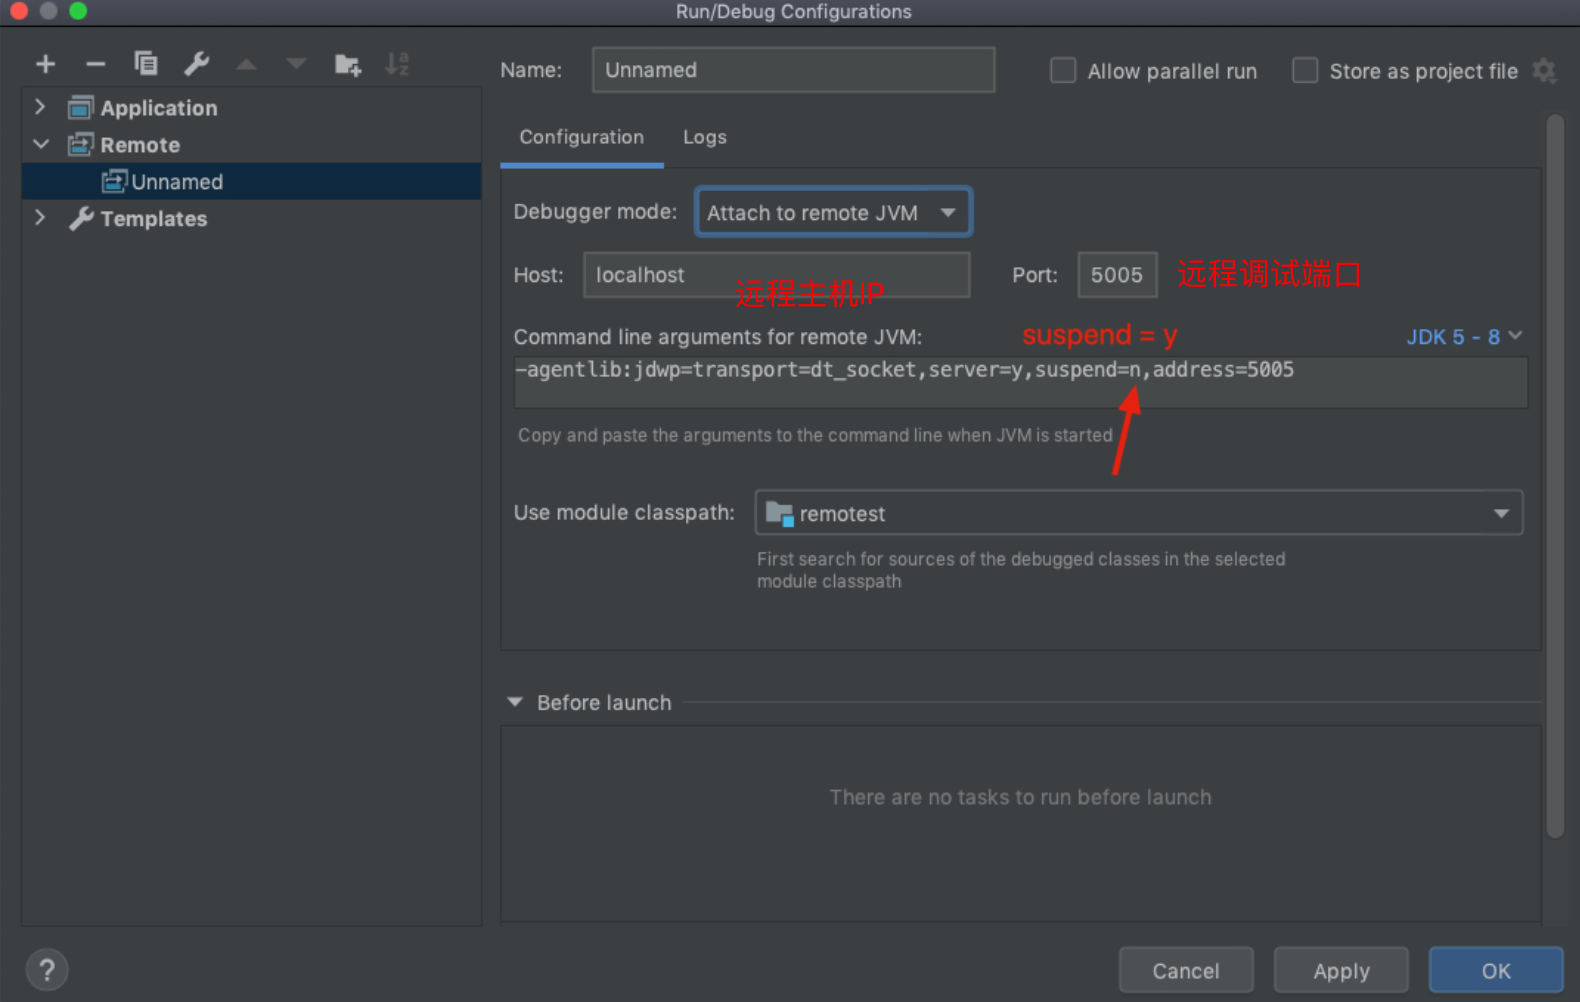 Run/Debug Configurations
Name: Unnamed Allow parallel run Store as project file
Application
Remote
Unnamed
Templates
Configuration Logs
Debugger mode: Attach to remote JVM
Host: localhost Port: 5005 远程调试端口
远程主机IP
Command line arguments for remote JVM: suspend = y JDK 5 - 8
-agentlib:jdwp=transport=dt_socket,server=y,suspend=n,address=5005
Copy and paste the arguments to the command line when JVM is started
Use module classpath: remotest
First search for sources of the debugged classes in the selected
module classpath
Before launch
There are no tasks to run before launch
? Cancel Apply OK